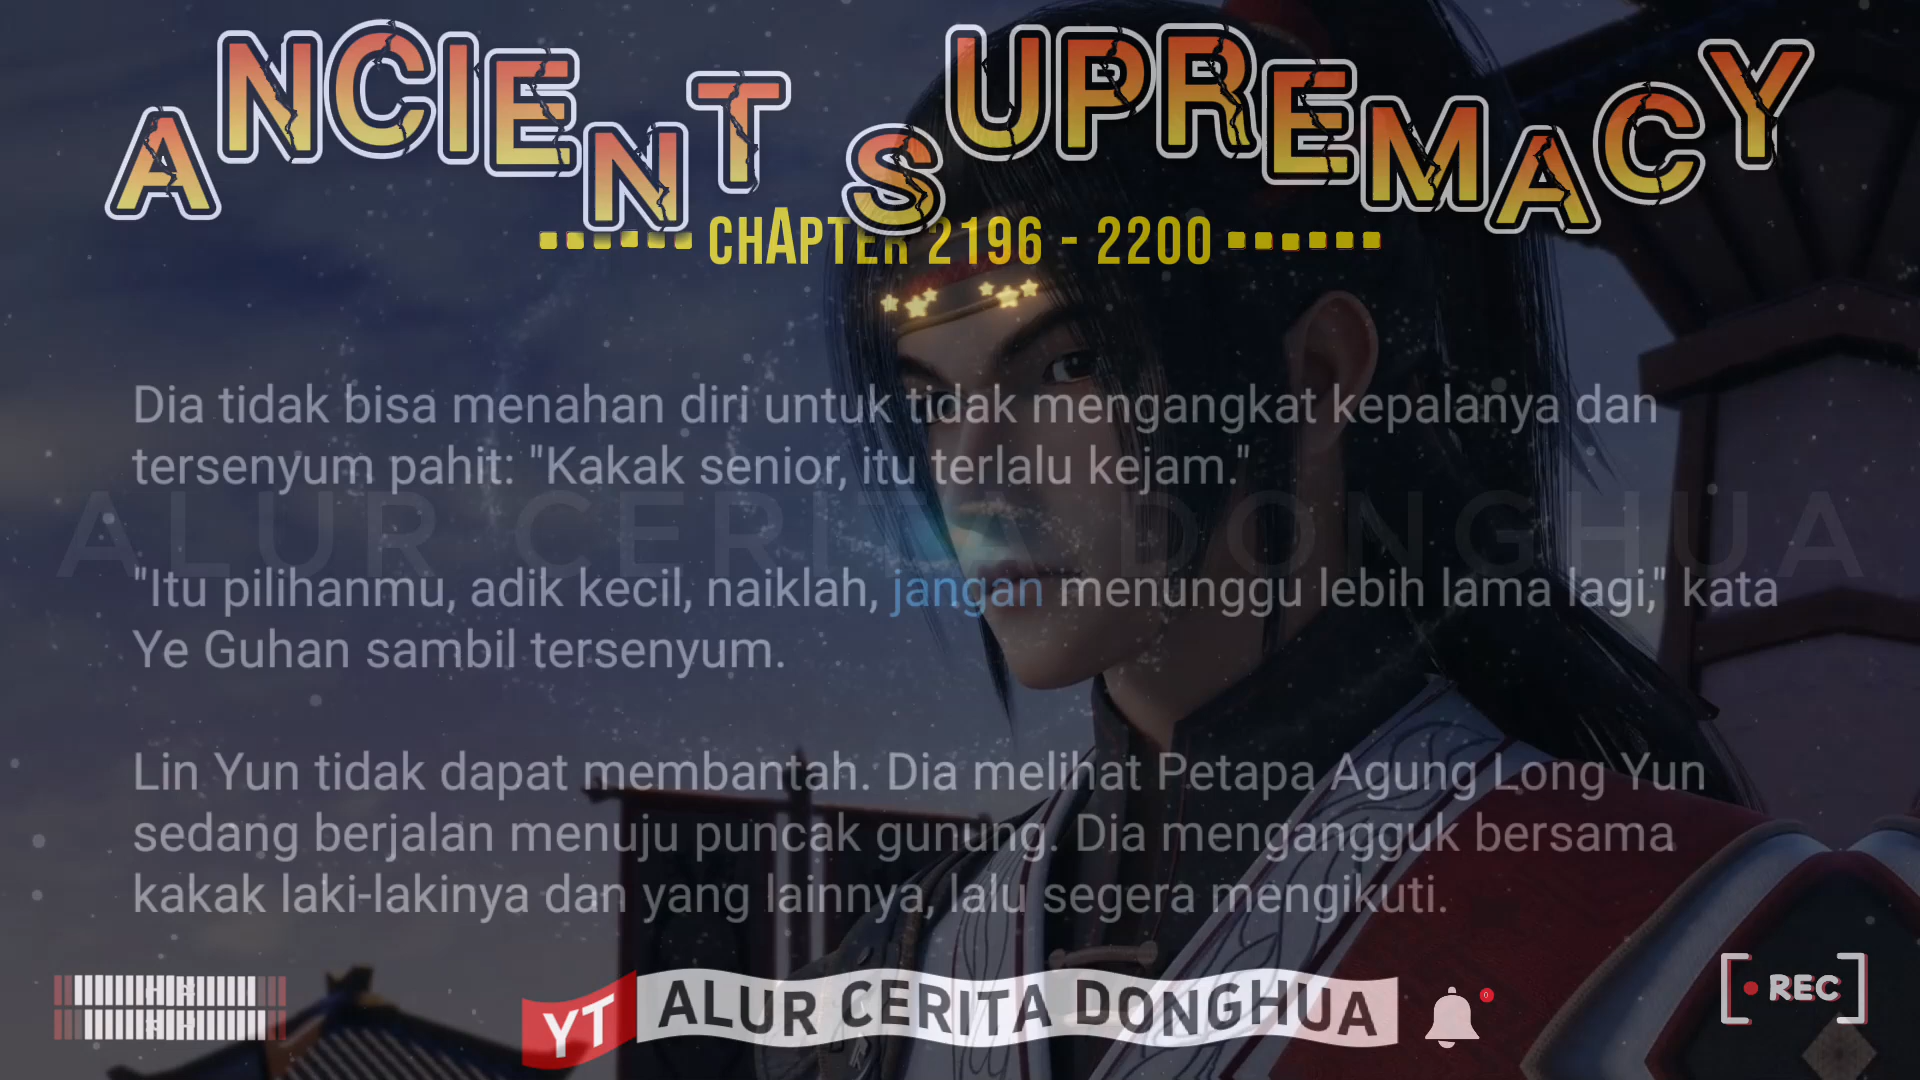 ANCIENT SUPREMACY
CHAPTER 2196 - 2200
Dia tidak bisa menahan diri untuk tidak mengangkat kepalanya dan
tersenyum pahit: "Kakak senior, itu terlalu kejam."
ALUR CERITA DONGHUA
"Itu pilihanmu, adik kecil, naiklah, jangan menunggu lebih lama lagi," kata
Ye Guhan sambil tersenyum.
Lin Yun tidak dapat membantah. Dia melihat Petapa Agung Long Yun
sedang berjalan menuju puncak gunung. Dia mengangguk bersama
kakak laki-lakinya dan yang lainnya, lalu segera mengikuti.
YT ALUR CERITA DONGHUA
0
REC